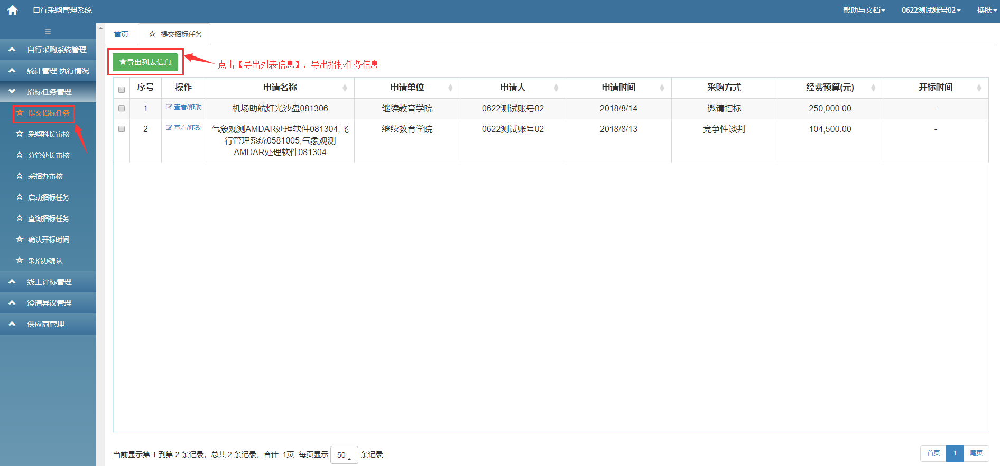 自行采购管理系统
帮助与文档
0622测试账号02
换肤
自行采购系统管理
统计管理-执行情况
招标任务管理
提交招标任务
采购科长审核
分管处长审核
采招办审核
启动招标任务
查询招标任务
确认开标时间
采招办确认
线上评标管理
澄清异议管理
供应商管理
首页
提交招标任务
导出列表信息
点击【导出列表信息】，导出招标任务信息
序号 操作 申请名称 申请单位 申请人 申请时间 采购方式 经费预算(元) 开标时间
1 查看/修改 机场助航灯光沙盘081306 继续教育学院 0622测试账号02 2018/8/14 邀请招标 250,000.00 -
2 查看/修改 气象观测AMDAR处理软件081304,飞 继续教育学院 0622测试账号02 2018/8/13 竞争性谈判 104,500.00 -
行管理系统0581005,气象观测
AMDAR处理软件081304
当前显示第 1 到第 2 条记录，总共 2 条记录，合计: 1页 每页显示 50 条记录
首页 1 尾页